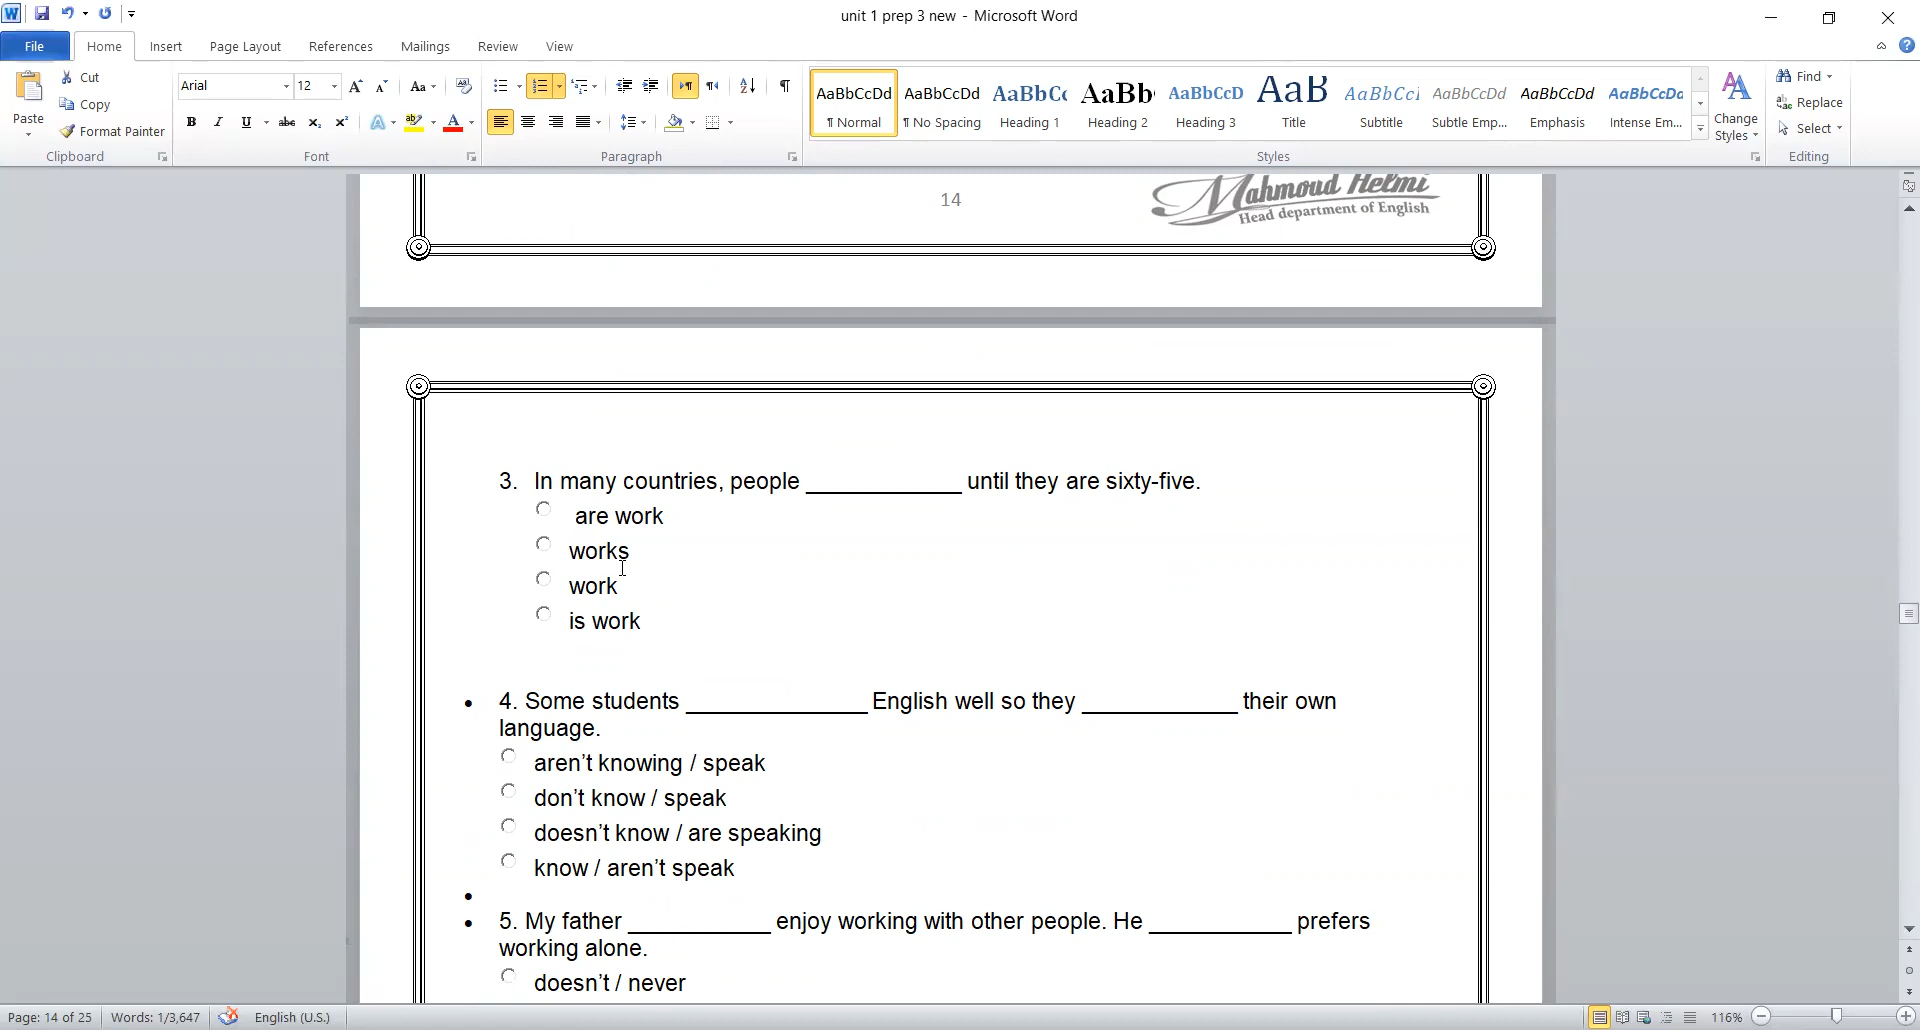 unit 1 prep 3 new - Microsoft Word
File Home Insert Page Layout References Mailings Review View
Paste
Cut
Copy
Format Painter
Clipboard
Arial 12
Font
Paragraph
AaBbCcDd AaBbCcDd AaBbCc AaBb AaBbCcD AaB AaBbCcl AaBbCcDd AaBbCcDd AaBbCcDd
¶ Normal ¶ No Spacing Heading 1 Heading 2 Heading 3 Title Subtitle Subtle Emp... Emphasis Intense Em...
Styles
Change
Styles
Find
Replace
Select
Editing
14
Mahmoud Helmi
Head department of English
3. In many countries, people ____________ until they are sixty-five.
are work
works
work
is work
• 4. Some students ______________ English well so they ____________ their own
language.
aren’t knowing / speak
don’t know / speak
doesn’t know / are speaking
know / aren’t speak
•
• 5. My father ___________ enjoy working with other people. He ___________ prefers
working alone.
doesn’t / never
Page: 14 of 25 Words: 1/3,647 English (U.S.) 116%